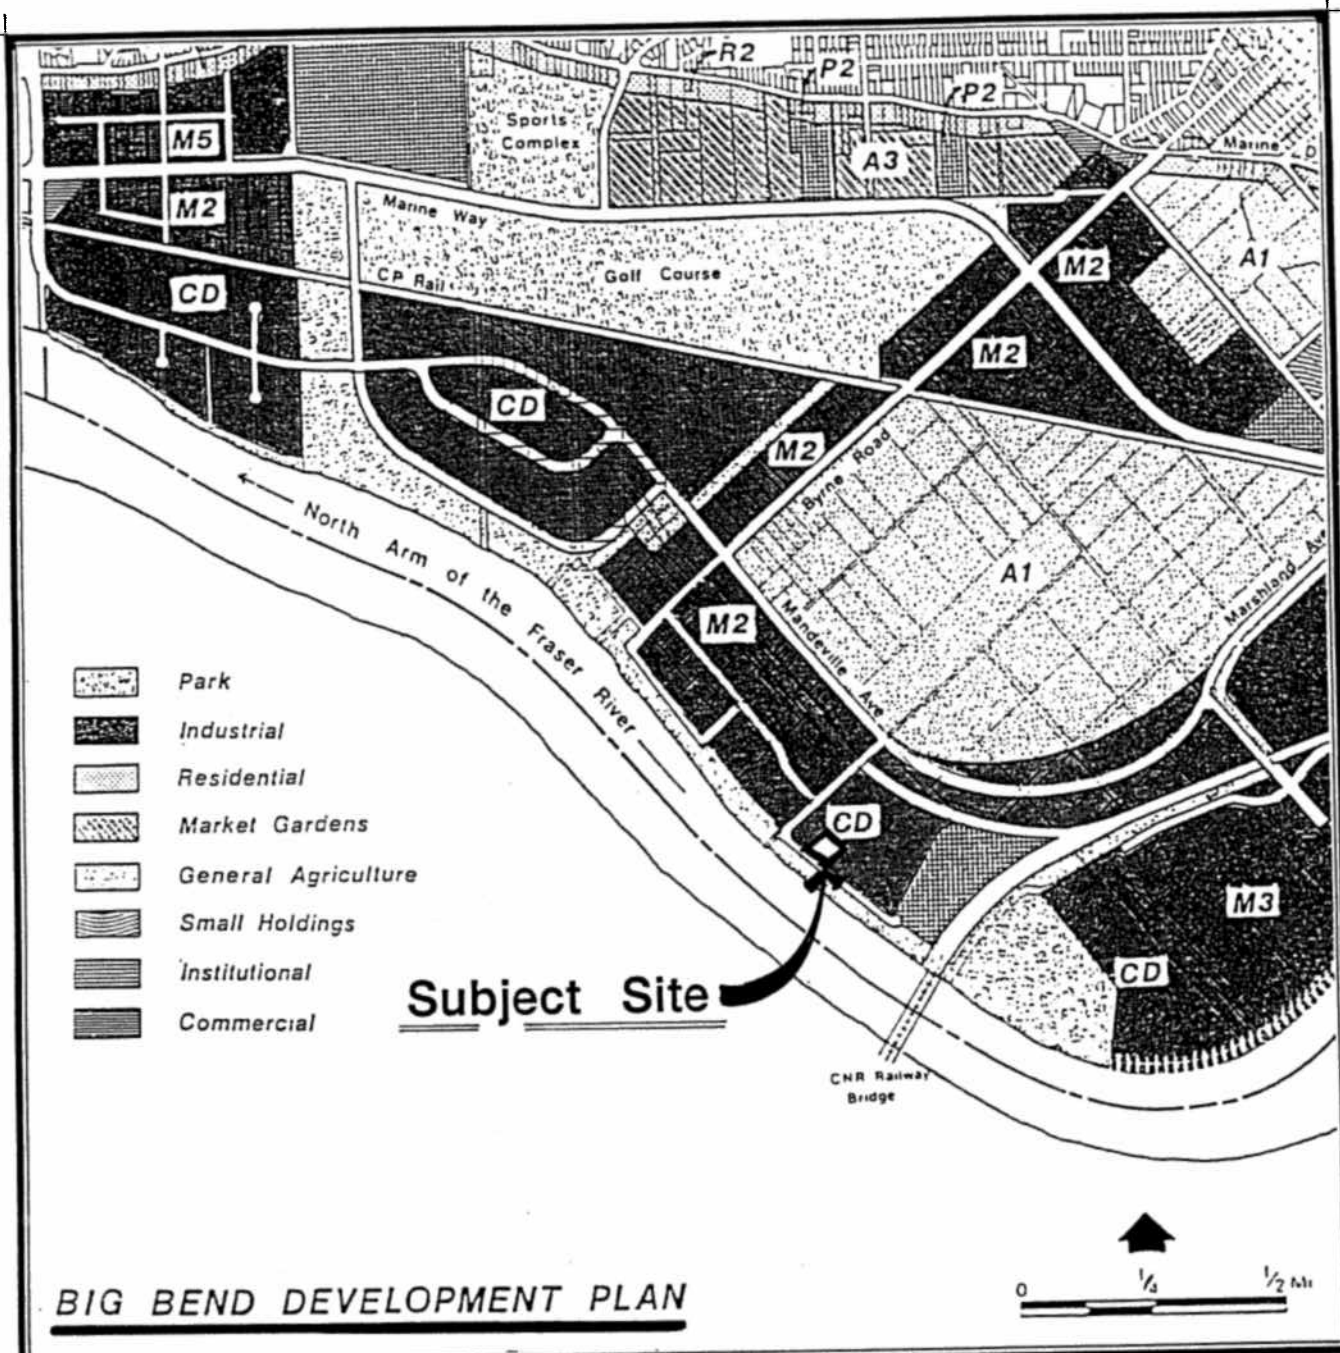 R2
P2
P2
Sports
Complex
M5
A3
Marine D
M2
Marine Way
A1
M2
CP Rail
Golf Course
CD
M2
CD
M2
Byrne Road
North Arm of the Fraser River
A1
Marshland Ave
M2
Mandeville Ave
Park
Industrial
Residential
Market Gardens
General Agriculture
Small Holdings
Institutional
Commercial
CD
M3
CD
Subject Site
CNR Railway
Bridge
BIG BEND DEVELOPMENT PLAN
0 1/4 1/2 Mi